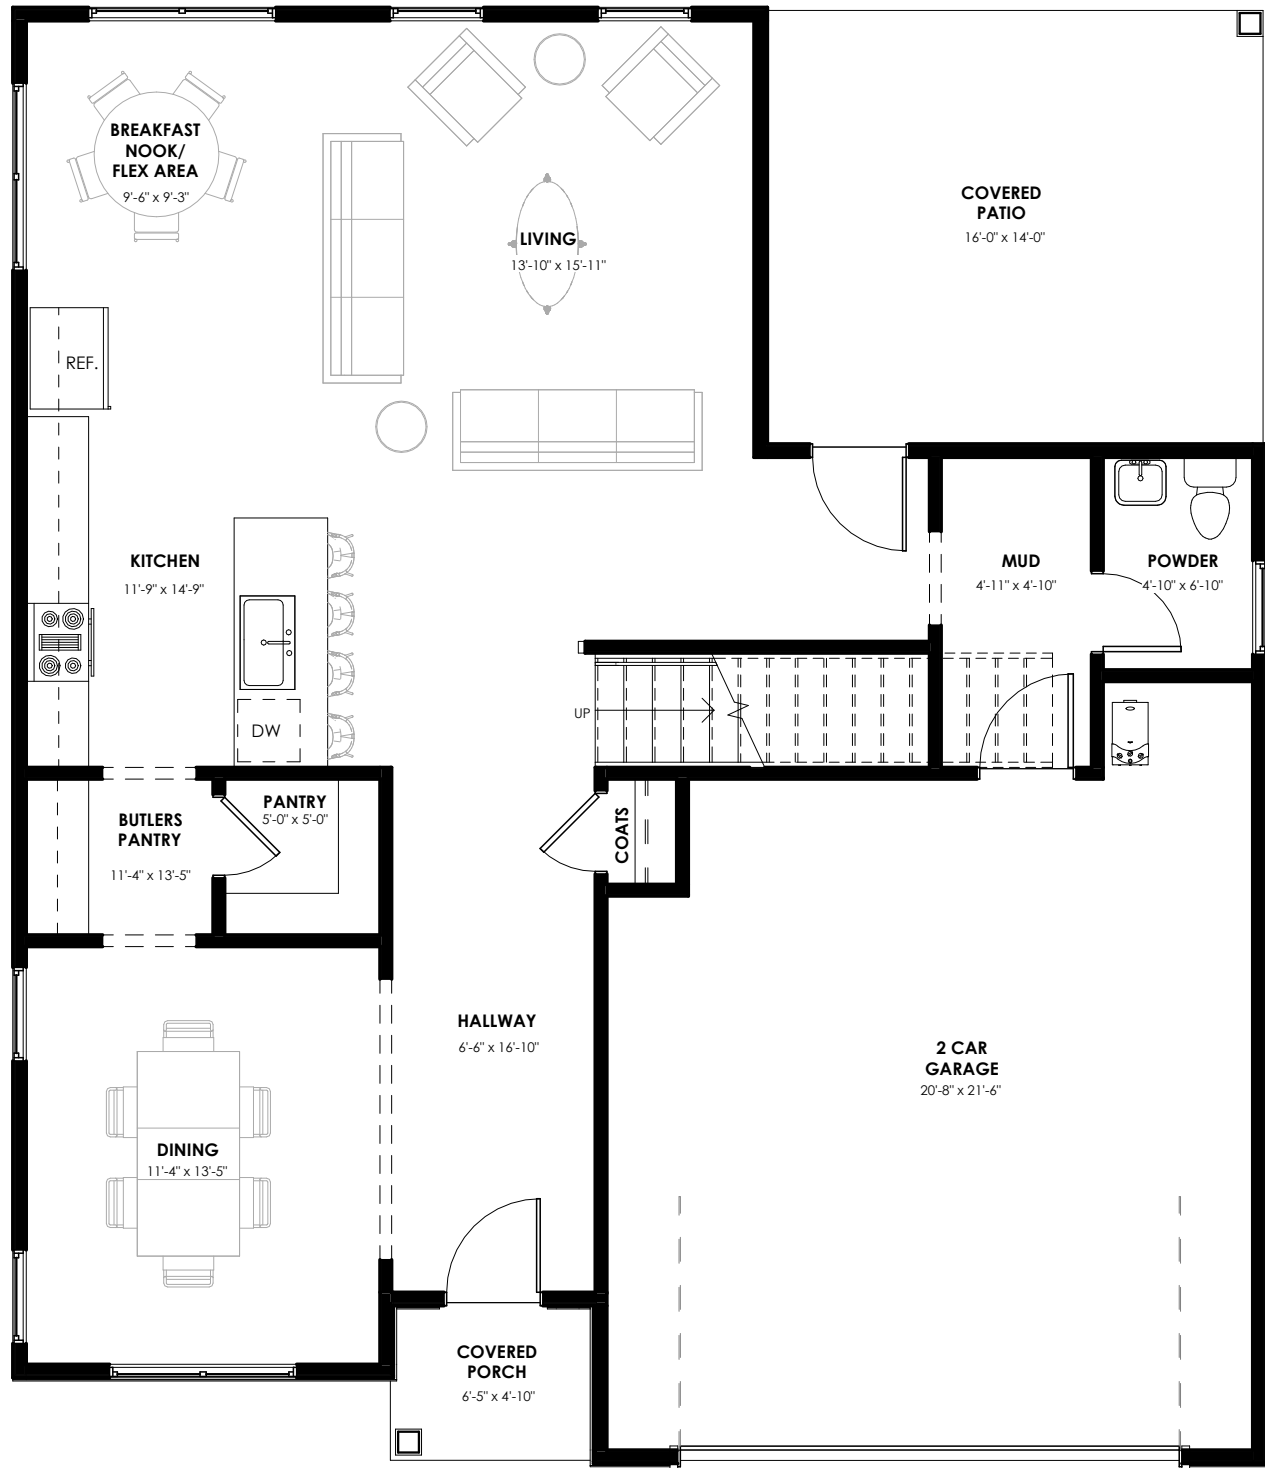 BREAKFAST
NOOK/
FLEX AREA
9'-6" x 9'-3"
COVERED
PATIO
16'-0" x 14'-0"
LIVING
13'-10" x 15'-11"
REF.
KITCHEN
11'-9" x 14'-9"
MUD
4'-11" x 4'-10"
POWDER
4'-10" x 6'-10"
UP
DW
BUTLERS
PANTRY
11'-4" x 13'-5"
PANTRY
5'-0" x 5'-0"
COATS
HALLWAY
6'-6" x 16'-10"
2 CAR
GARAGE
20'-8" x 21'-6"
DINING
11'-4" x 13'-5"
COVERED
PORCH
6'-5" x 4'-10"